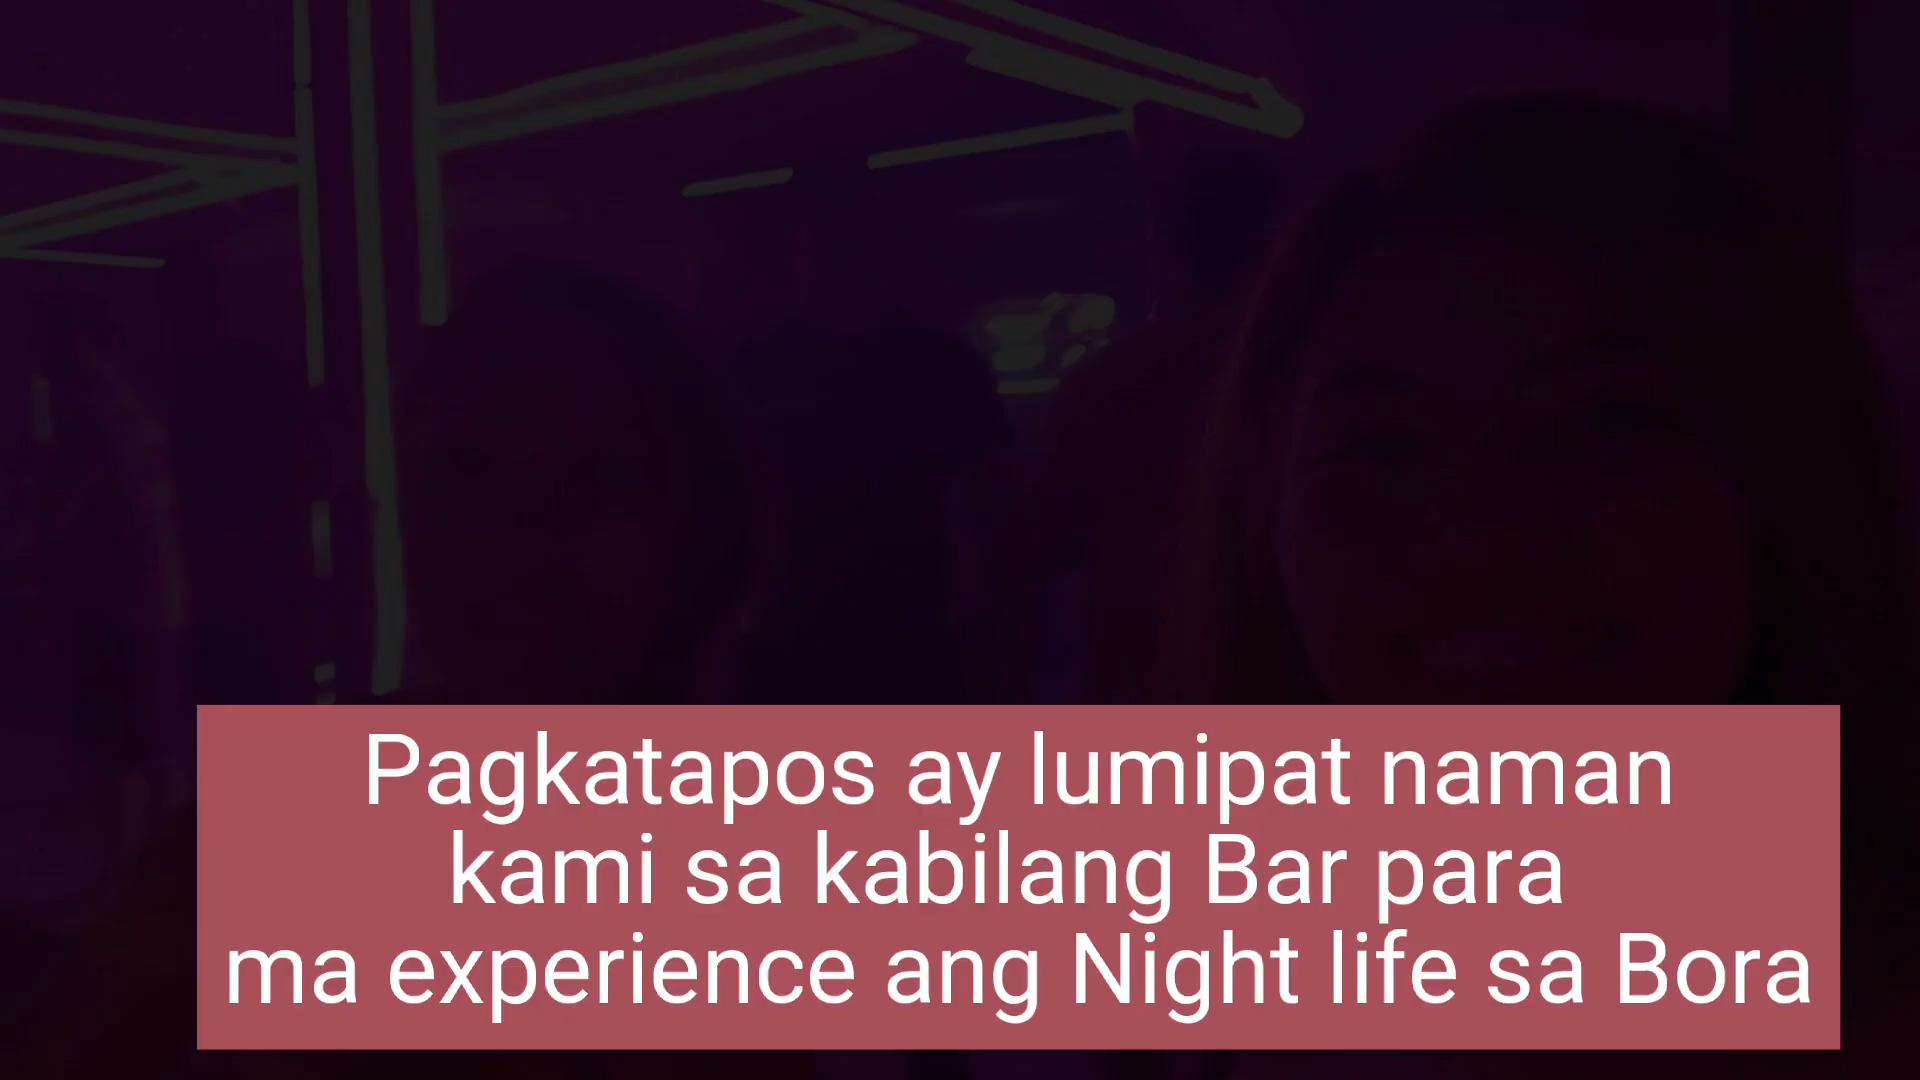 Pagkatapos ay lumipat naman
kami sa kabilang Bar para
ma experience ang Night life sa Bora